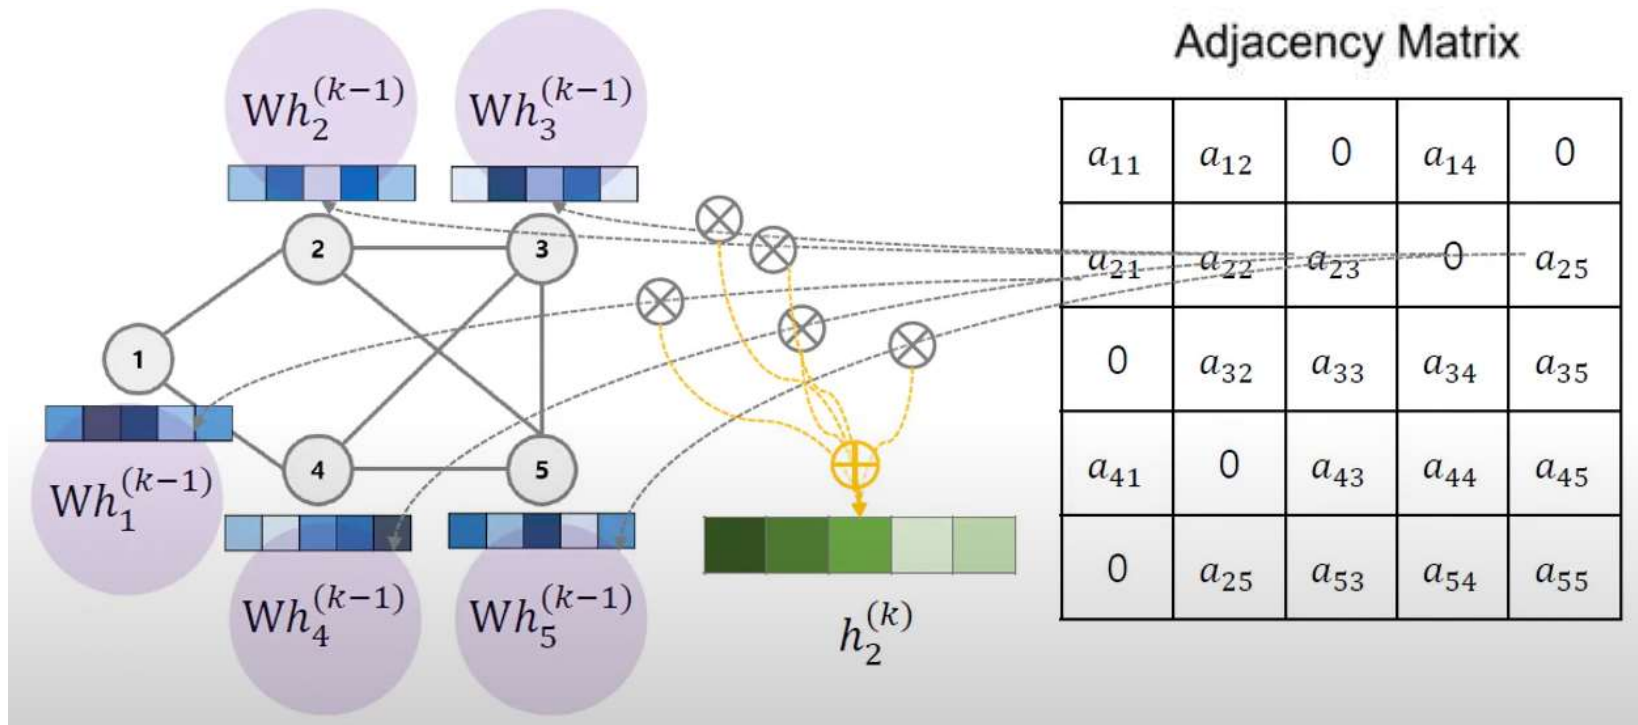 Adjacency Matrix
Wh₂^(k−1) Wh₃^(k−1)
a₁₁ a₁₂ 0 a₁₄ 0
2 3
a₂₁ a₂₂ a₂₃ 0 a₂₅
1
0 a₃₂ a₃₃ a₃₄ a₃₅
4 5
a₄₁ 0 a₄₃ a₄₄ a₄₅
Wh₁^(k−1)
0 a₂₅ a₅₃ a₅₄ a₅₅
Wh₄^(k−1) Wh₅^(k−1)
h₂^(k)